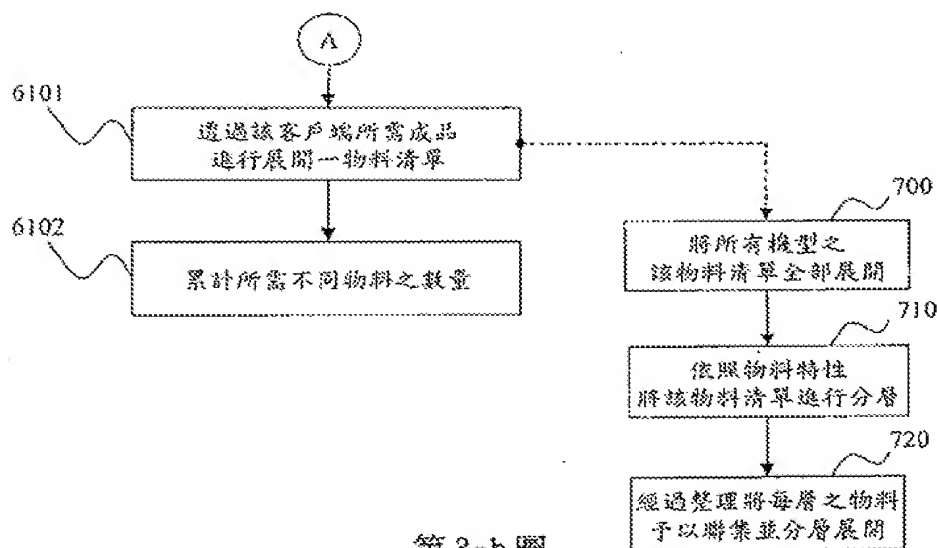 A
6101
透過該客戶端所需成品
進行展開一物料清單
6102
累計所需不同物料之數量
700
將所有機型之
該物料清單全部展開
710
依照物料特性
將該物料清單進行分層
720
經過整理將每層之物料
予以聯集並分層展開
第3-b圖